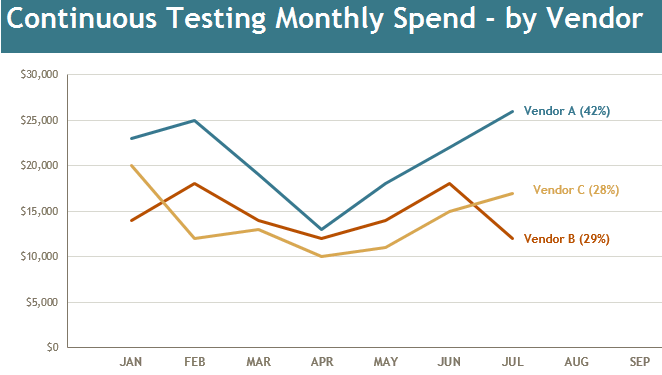 Continuous Testing Monthly Spend - by Vendor
$30,000
$25,000
$20,000
$15,000
$10,000
$5,000
$0
Vendor A (42%)
Vendor C (28%)
Vendor B (29%)
JAN FEB MAR APR MAY JUN JUL AUG SEP